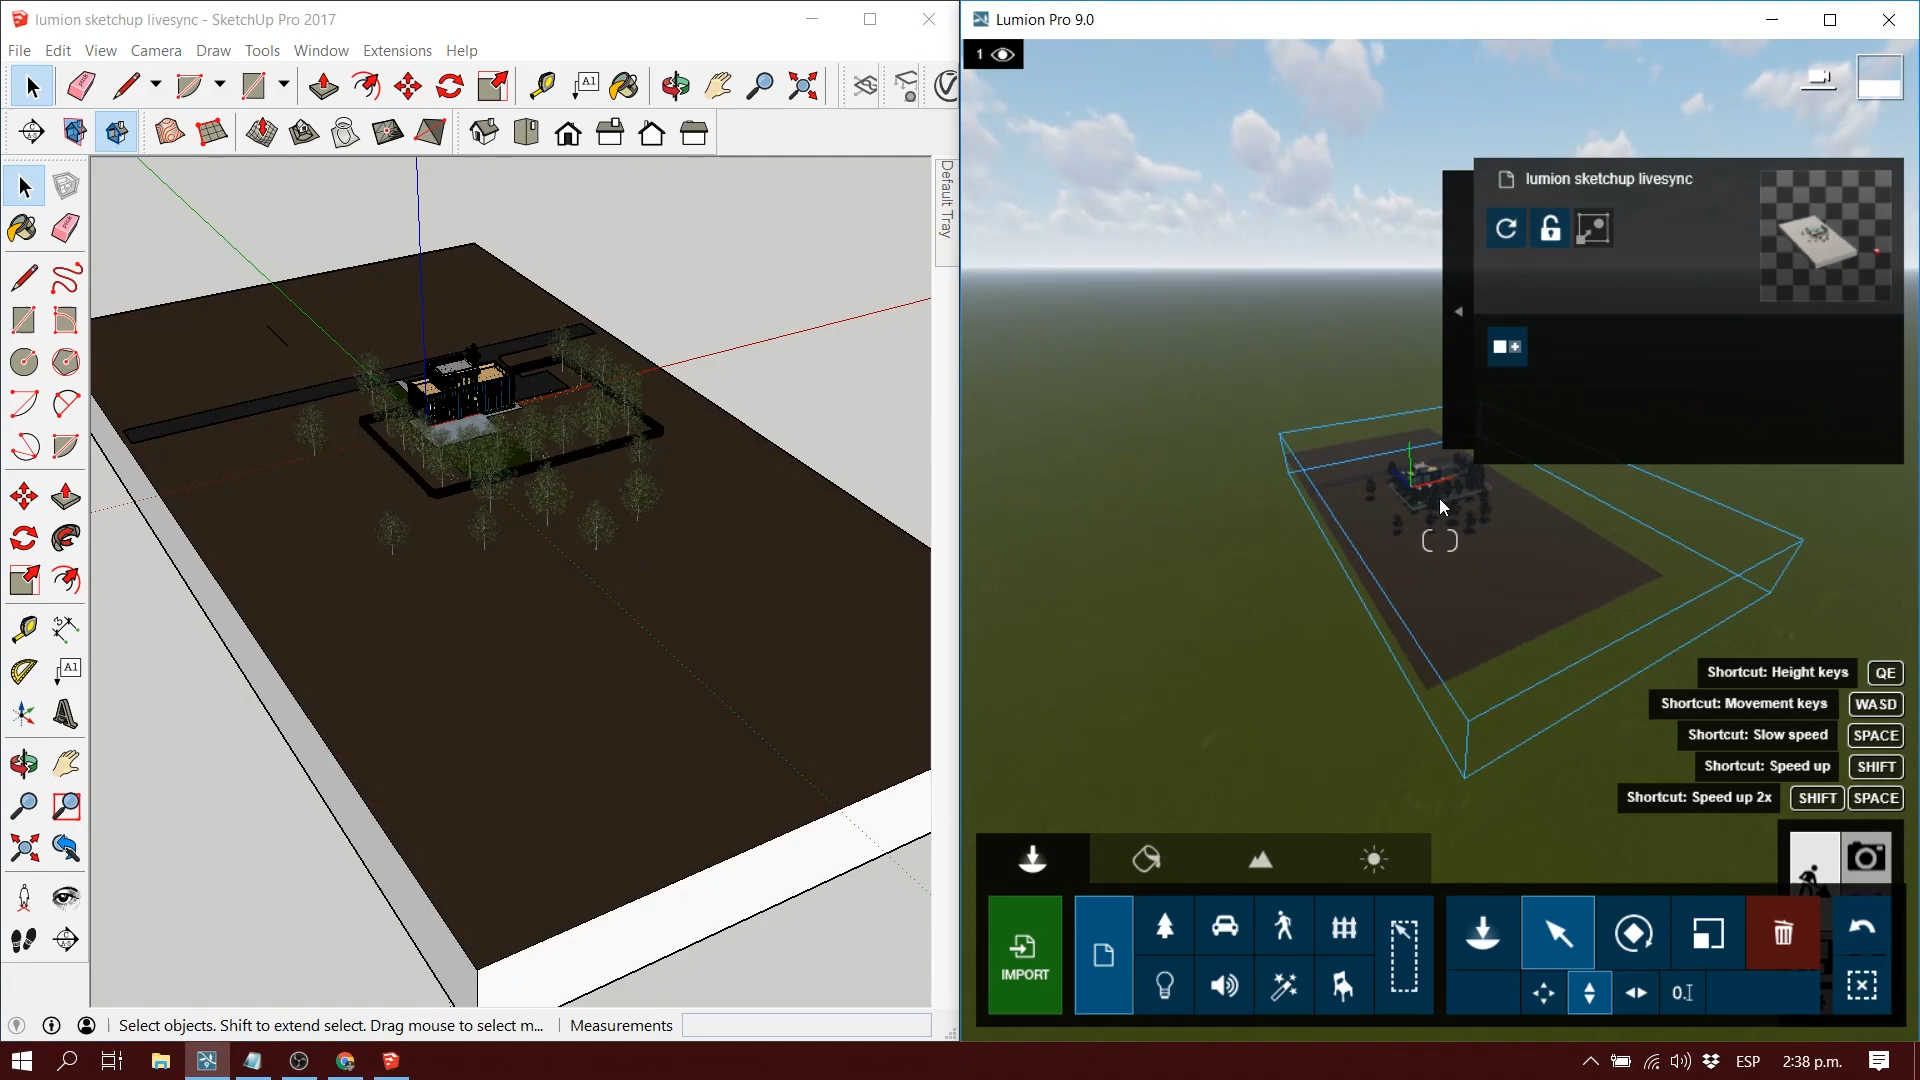 lumion sketchup livesync - SketchUp Pro 2017
File Edit View Camera Draw Tools Window Extensions Help
A1
Default Tray
A1
Select objects. Shift to extend select. Drag mouse to select m...
Measurements
Lumion Pro 9.0
1
lumion sketchup livesync
Shortcut: Height keys QE
Shortcut: Movement keys WASD
Shortcut: Slow speed SPACE
Shortcut: Speed up SHIFT
Shortcut: Speed up 2x SHIFT SPACE
IMPORT
ESP
2:38 p.m.